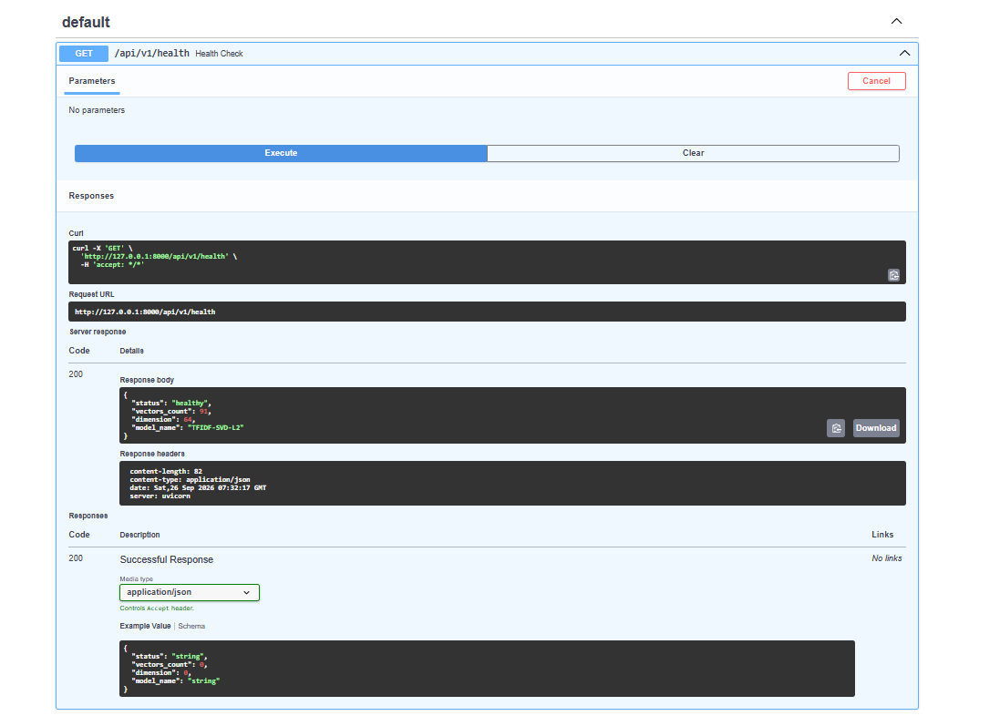 default
GET /api/v1/health Health Check
Parameters
Cancel
No parameters
Execute
Clear
Responses
Curl
curl -X 'GET' \
  'http://127.0.0.1:8000/api/v1/health' \
  -H 'accept: */*'
Request URL
http://127.0.0.1:8000/api/v1/health
Server response
Code Details
200
Response body
{
  "status": "healthy",
  "vectors_count": 91,
  "dimension": 64,
  "model_name": "TFIDF-SVD-L2"
}
Download
Response headers
content-length: 82
content-type: application/json
date: Sat,26 Sep 2026 07:32:17 GMT
server: uvicorn
Responses
Code Description Links
200 Successful Response No links
Media type
application/json
Controls Accept header.
Example Value | Schema
{
  "status": "string",
  "vectors_count": 0,
  "dimension": 0,
  "model_name": "string"
}